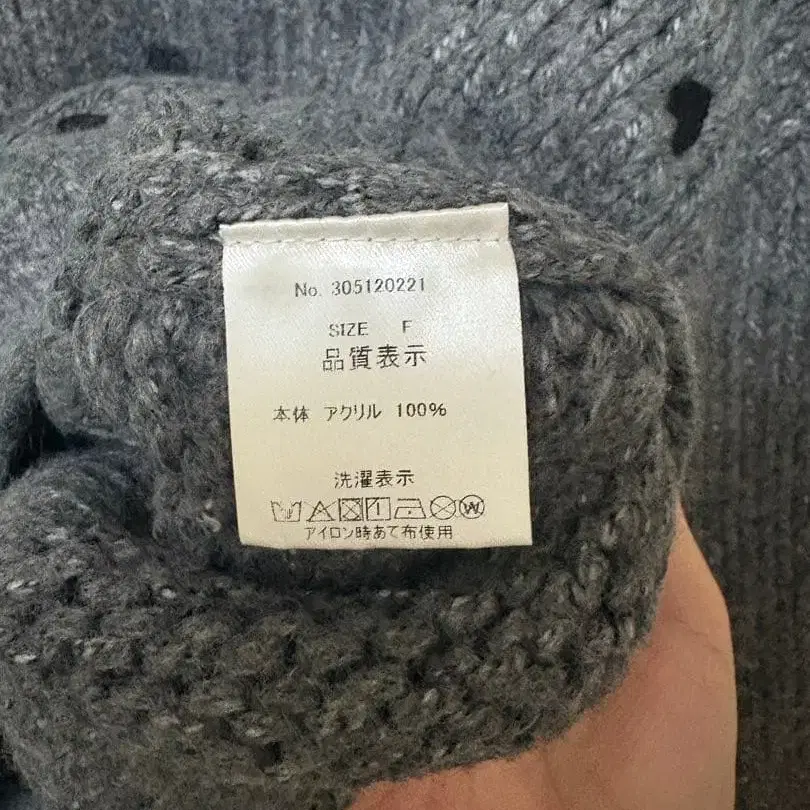 No. 305120221
SIZE F
品質表示
本体 アクリル 100%
洗濯表示
アイロン時あて布使用